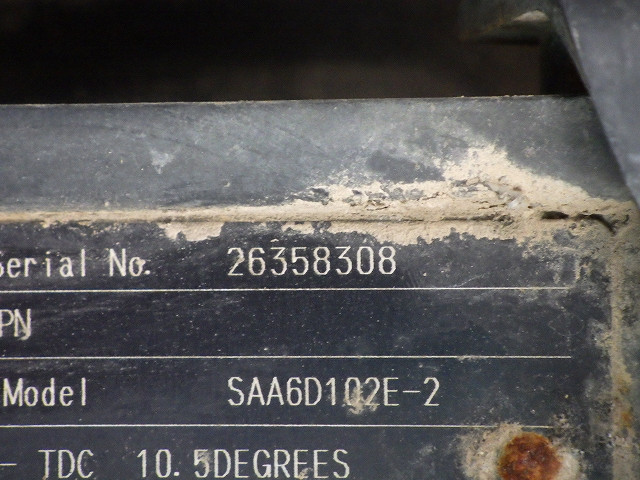 Serial No. 26358308
PN
Model SAA6D102E-2
- TDC 10.5DEGREES